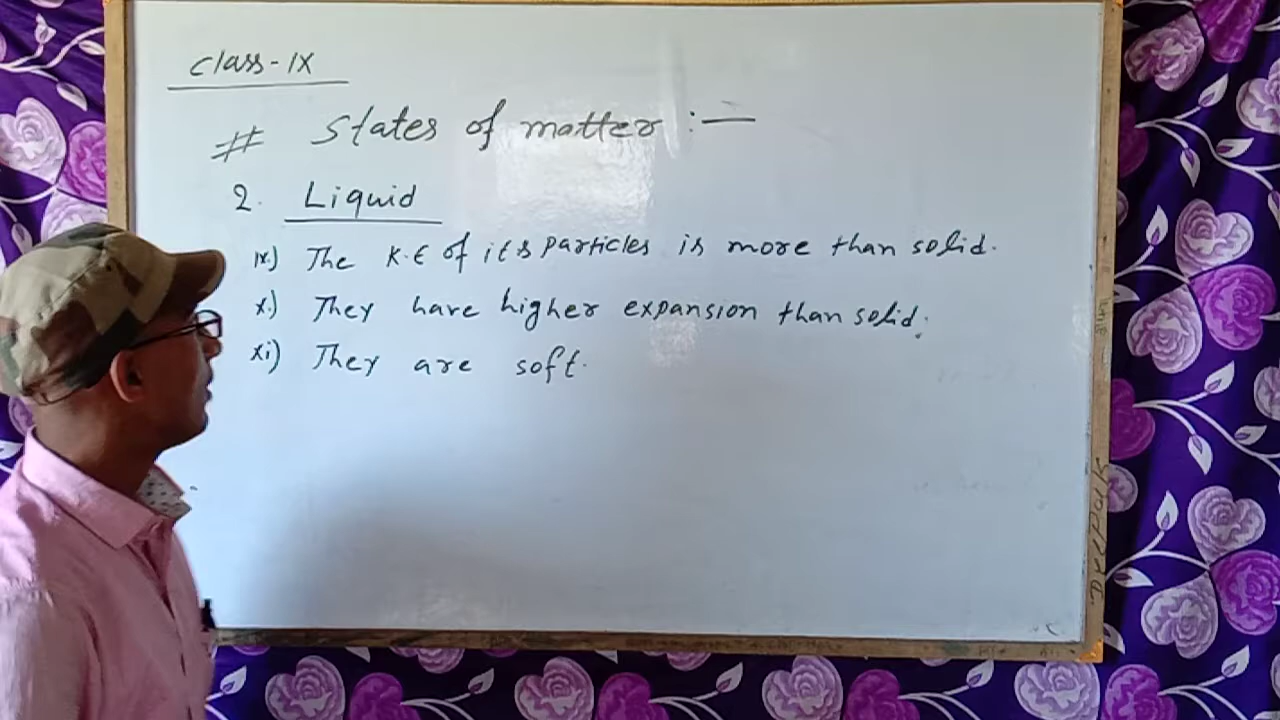 class-IX
# States of matter :-
2. Liquid
ix.) The K.E of its particles is more than solid.
x.) They have higher expansion than solid.
xi) They are soft.
Deepak